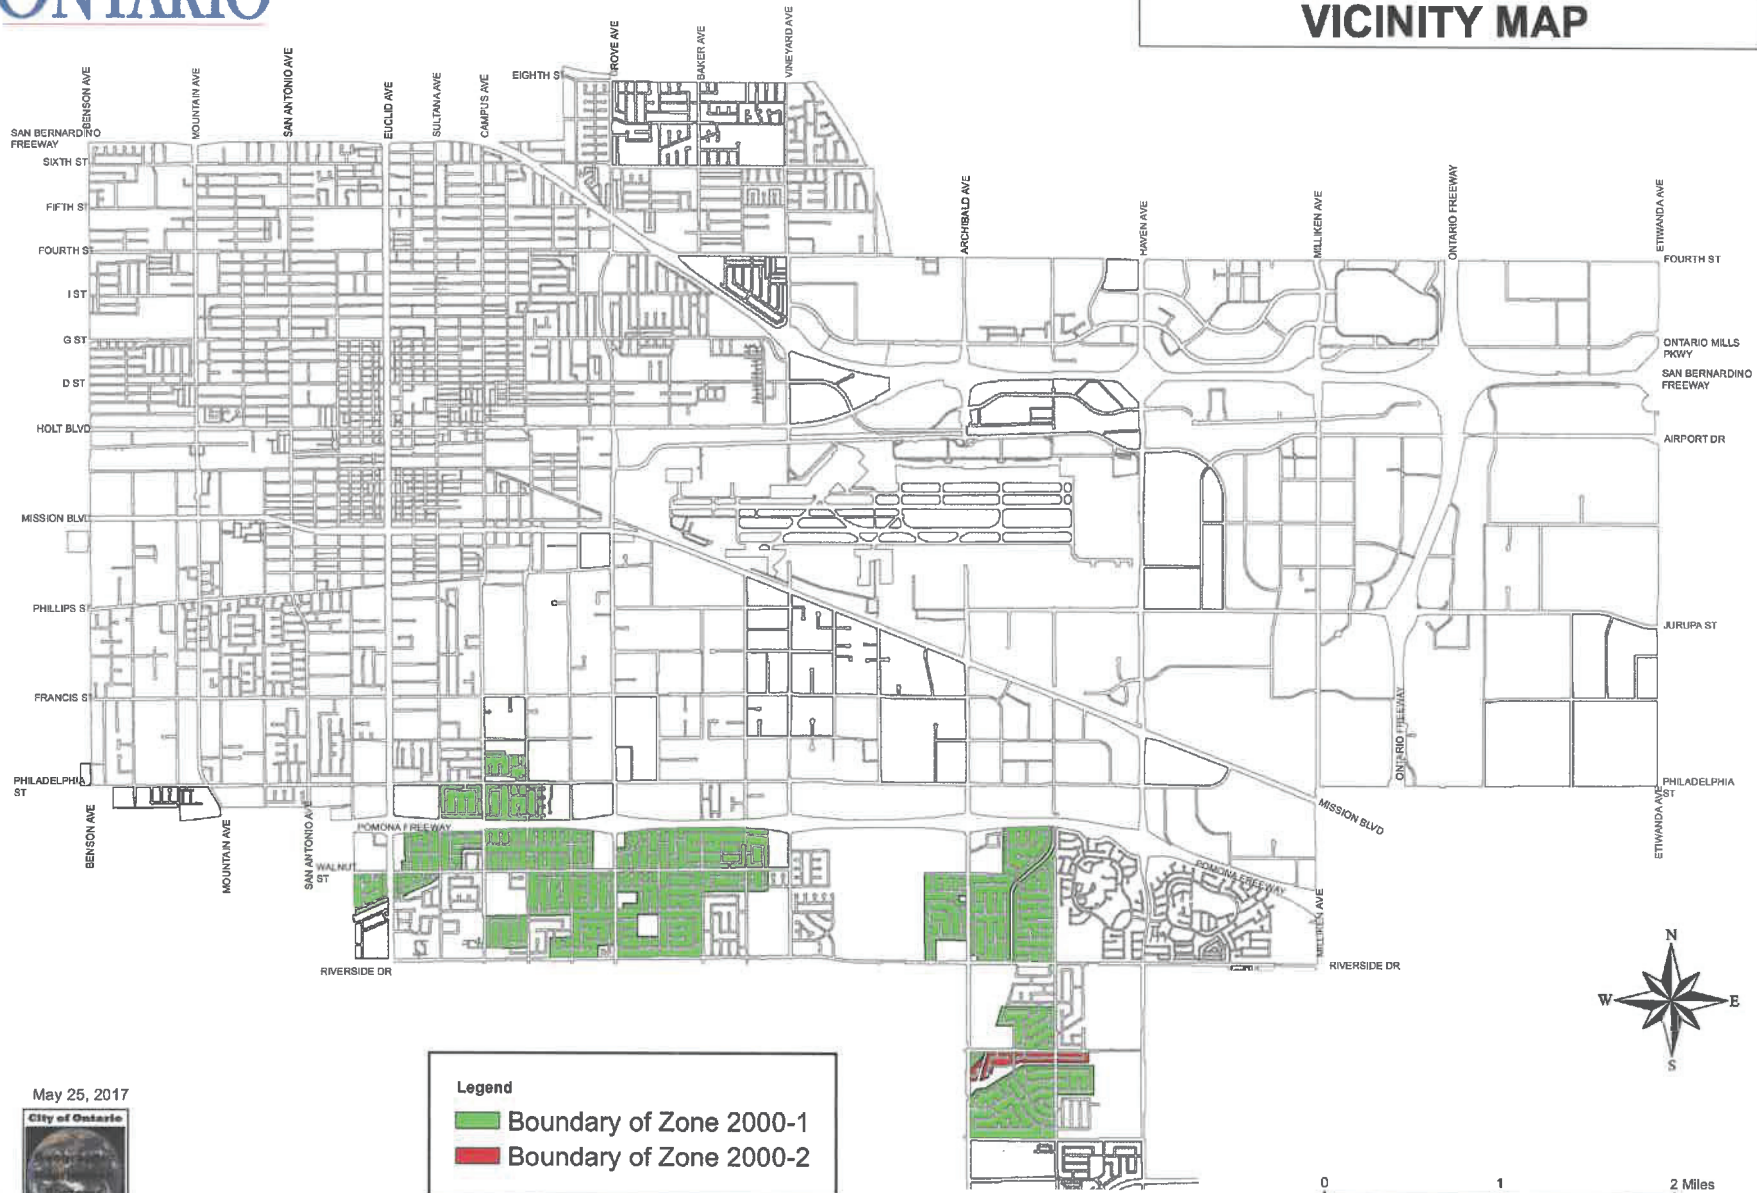 ONTARIO
VICINITY MAP
BENSON AVE
MOUNTAIN AVE
SAN ANTONIO AVE
EUCLID AVE
SULTANA AVE
CAMPUS AVE
EIGHTH ST
GROVE AVE
BAKER AVE
VINEYARD AVE
ARCHIBALD AVE
HAVEN AVE
MILLIKEN AVE
ONTARIO FREEWAY
ETIWANDA AVE
SAN BERNARDINO
FREEWAY
SIXTH ST
FIFTH ST
FOURTH ST
I ST
G ST
D ST
HOLT BLVD
MISSION BLVD
PHILLIPS ST
FRANCIS ST
PHILADELPHIA
ST
FOURTH ST
ONTARIO MILLS
PKWY
SAN BERNARDINO
FREEWAY
AIRPORT DR
JURUPA ST
ONTARIO FREEWAY
PHILADELPHIA
ST
MISSION BLVD
ETIWANDA AVE
BENSON AVE
MOUNTAIN AVE
SAN ANTONIO AVE
POMONA FREEWAY
WALNUT
ST
POMONA FREEWAY
MILLIKEN AVE
RIVERSIDE DR
RIVERSIDE DR
N
W
E
S
May 25, 2017
City of Ontario
Legend
Boundary of Zone 2000-1
Boundary of Zone 2000-2
0 1 2 Miles